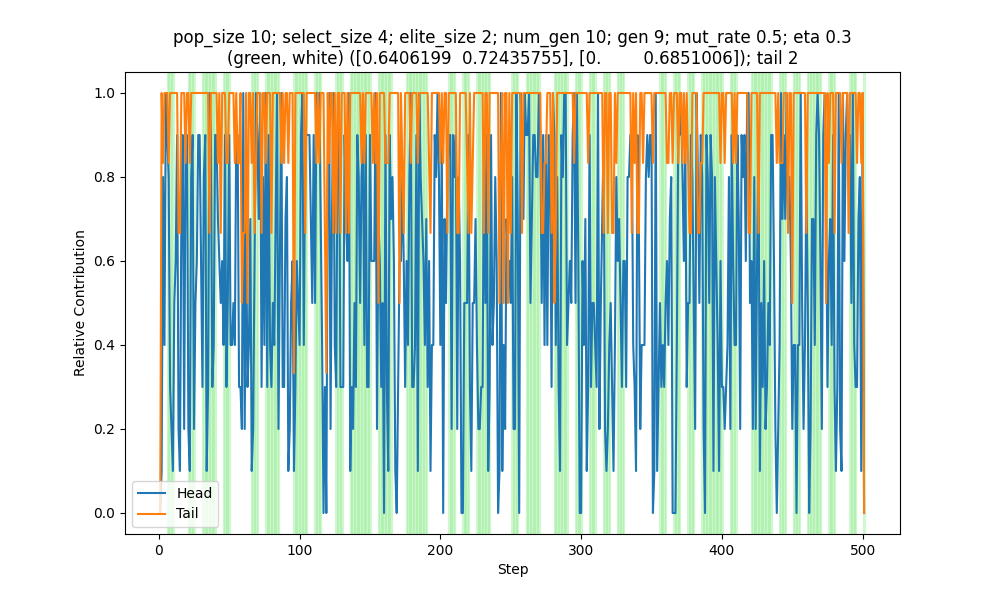 pop_size 10; select_size 4; elite_size 2; num_gen 10; gen 9; mut_rate 0.5; eta 0.3
(green, white) ([0.6406199  0.72435755], [0.         0.6851006]); tail 2
1.0
0.8
0.6
0.4
0.2
0.0
Relative Contribution
Head
Tail
0
100
200
300
400
500
Step